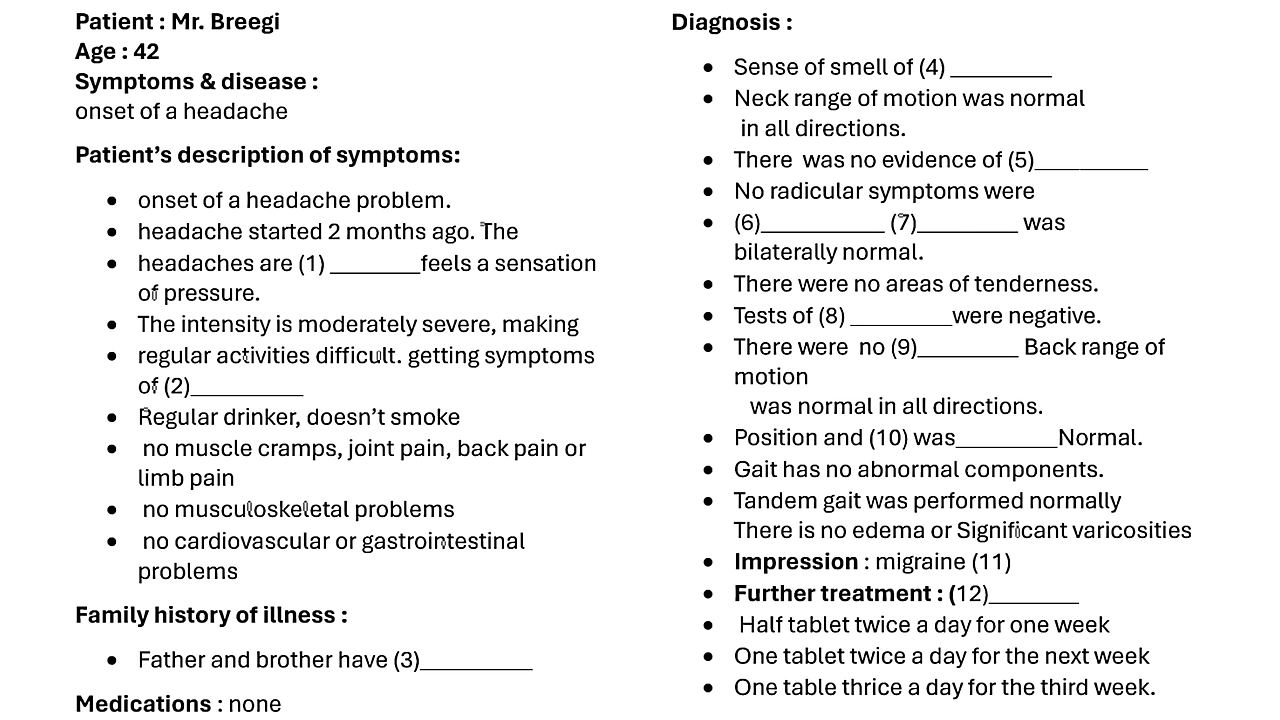 Patient : Mr. Breegi
Age : 42
Symptoms & disease :
onset of a headache
Patient's description of symptoms:
• onset of a headache problem.
• headache started 2 months ago. The
• headaches are (1) ________feels a sensation
of pressure.
• The intensity is moderately severe, making
• regular activities difficult. getting symptoms
of (2)__________
• Regular drinker, doesn't smoke
• no muscle cramps, joint pain, back pain or
limb pain
• no musculoskeletal problems
• no cardiovascular or gastrointestinal
problems
Family history of illness :
• Father and brother have (3)__________
Medications : none
Diagnosis :
• Sense of smell of (4) _________
• Neck range of motion was normal
in all directions.
• There was no evidence of (5)__________
• No radicular symptoms were
• (6)___________ (7)_________ was
bilaterally normal.
• There were no areas of tenderness.
• Tests of (8) _________were negative.
• There were no (9)_________ Back range of
motion
was normal in all directions.
• Position and (10) was_________Normal.
• Gait has no abnormal components.
• Tandem gait was performed normally
There is no edema or Significant varicosities
• Impression : migraine (11)
• Further treatment : (12)________
• Half tablet twice a day for one week
• One tablet twice a day for the next week
• One table thrice a day for the third week.